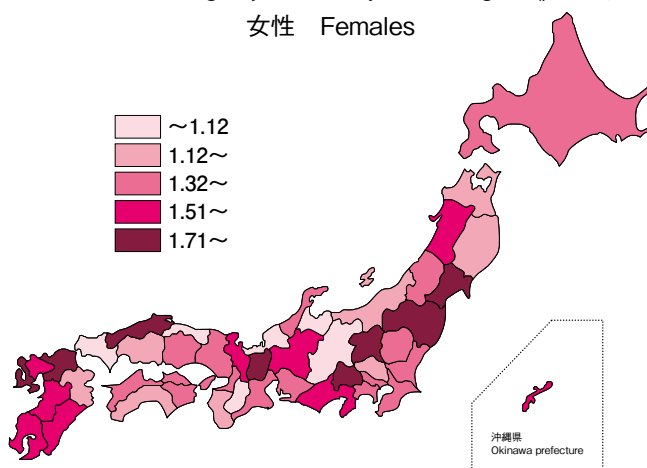 女性 Females
～1.12
1.12～
1.32～
1.51～
1.71～
沖縄県
Okinawa prefecture